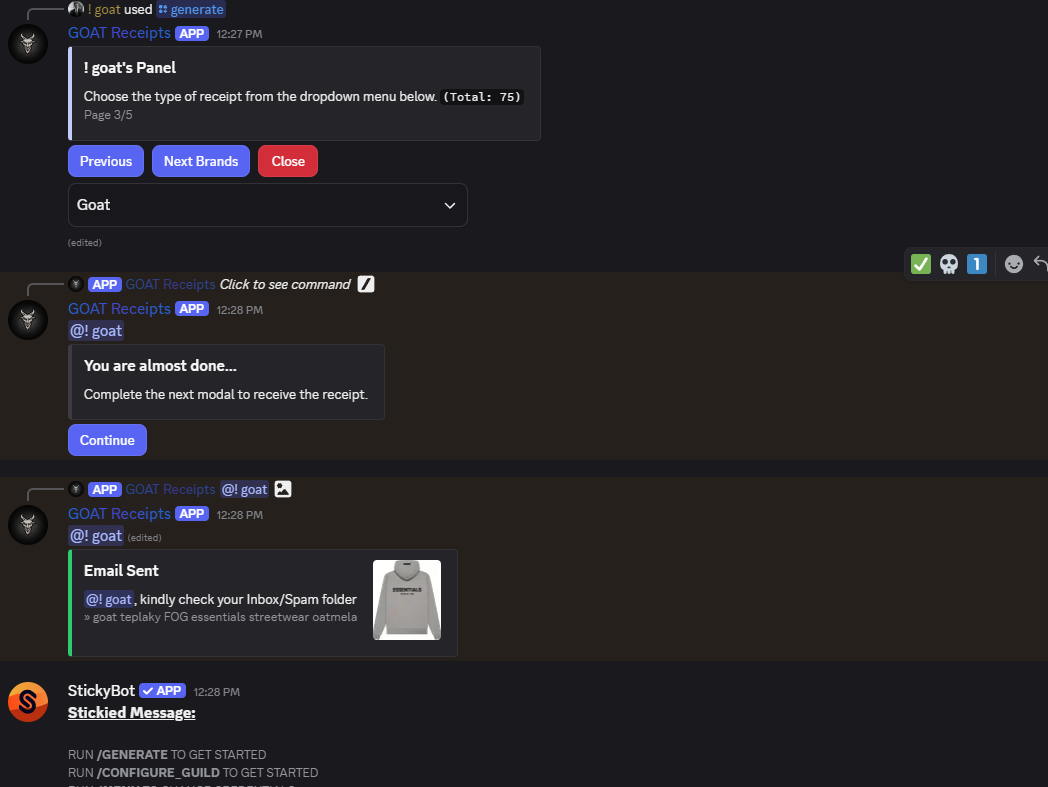 ! goat used generate
GOAT Receipts APP 12:27 PM
! goat's Panel
Choose the type of receipt from the dropdown menu below. (Total: 75)
Page 3/5
Previous Next Brands Close
Goat
(edited)
1
APP GOAT Receipts Click to see command
GOAT Receipts APP 12:28 PM
@! goat
You are almost done...
Complete the next modal to receive the receipt.
Continue
APP GOAT Receipts @! goat
GOAT Receipts APP 12:28 PM
@! goat (edited)
Email Sent
@! goat, kindly check your Inbox/Spam folder
» goat teplaky FOG essentials streetwear oatmela
ESSENTIALS
StickyBot APP 12:28 PM
Stickied Message:
RUN /GENERATE TO GET STARTED
RUN /CONFIGURE_GUILD TO GET STARTED